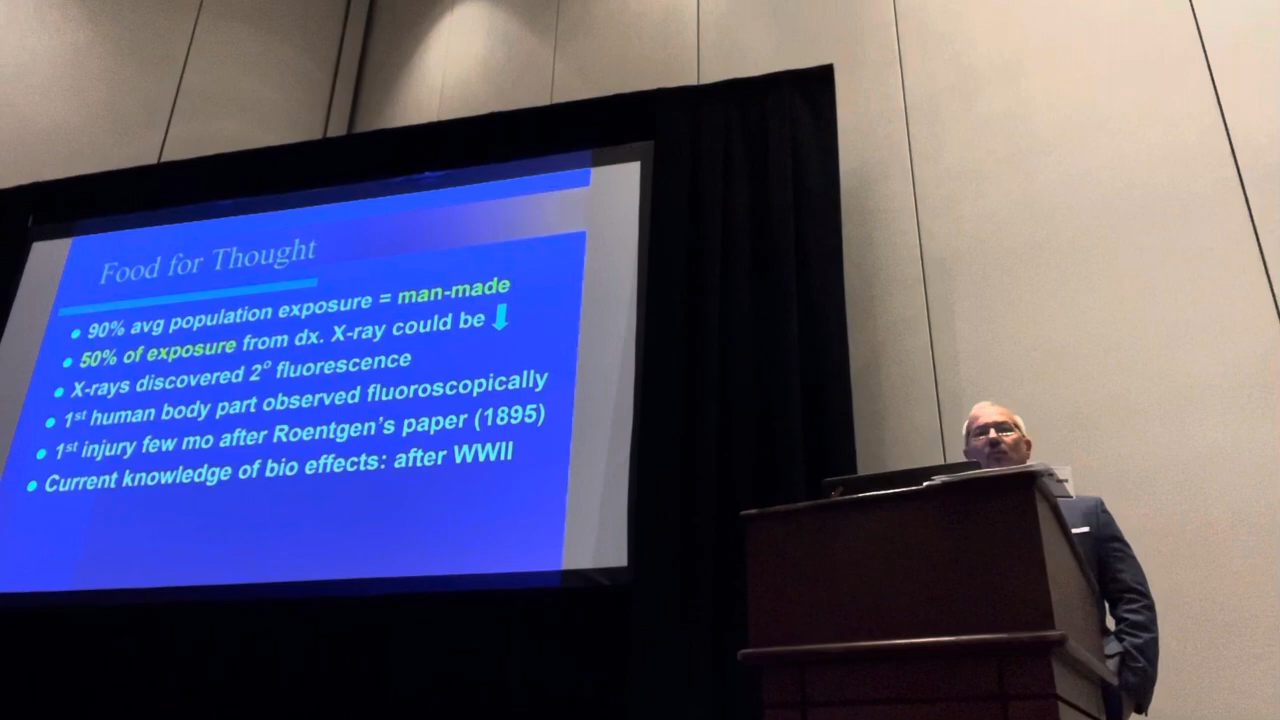 Food for Thought
• 90% avg population exposure = man-made
• 50% of exposure from dx. X-ray could be ↓
• X-rays discovered 2° fluorescence
• 1st human body part observed fluoroscopically
• 1st injury few mo after Roentgen's paper (1895)
• Current knowledge of bio effects: after WWII